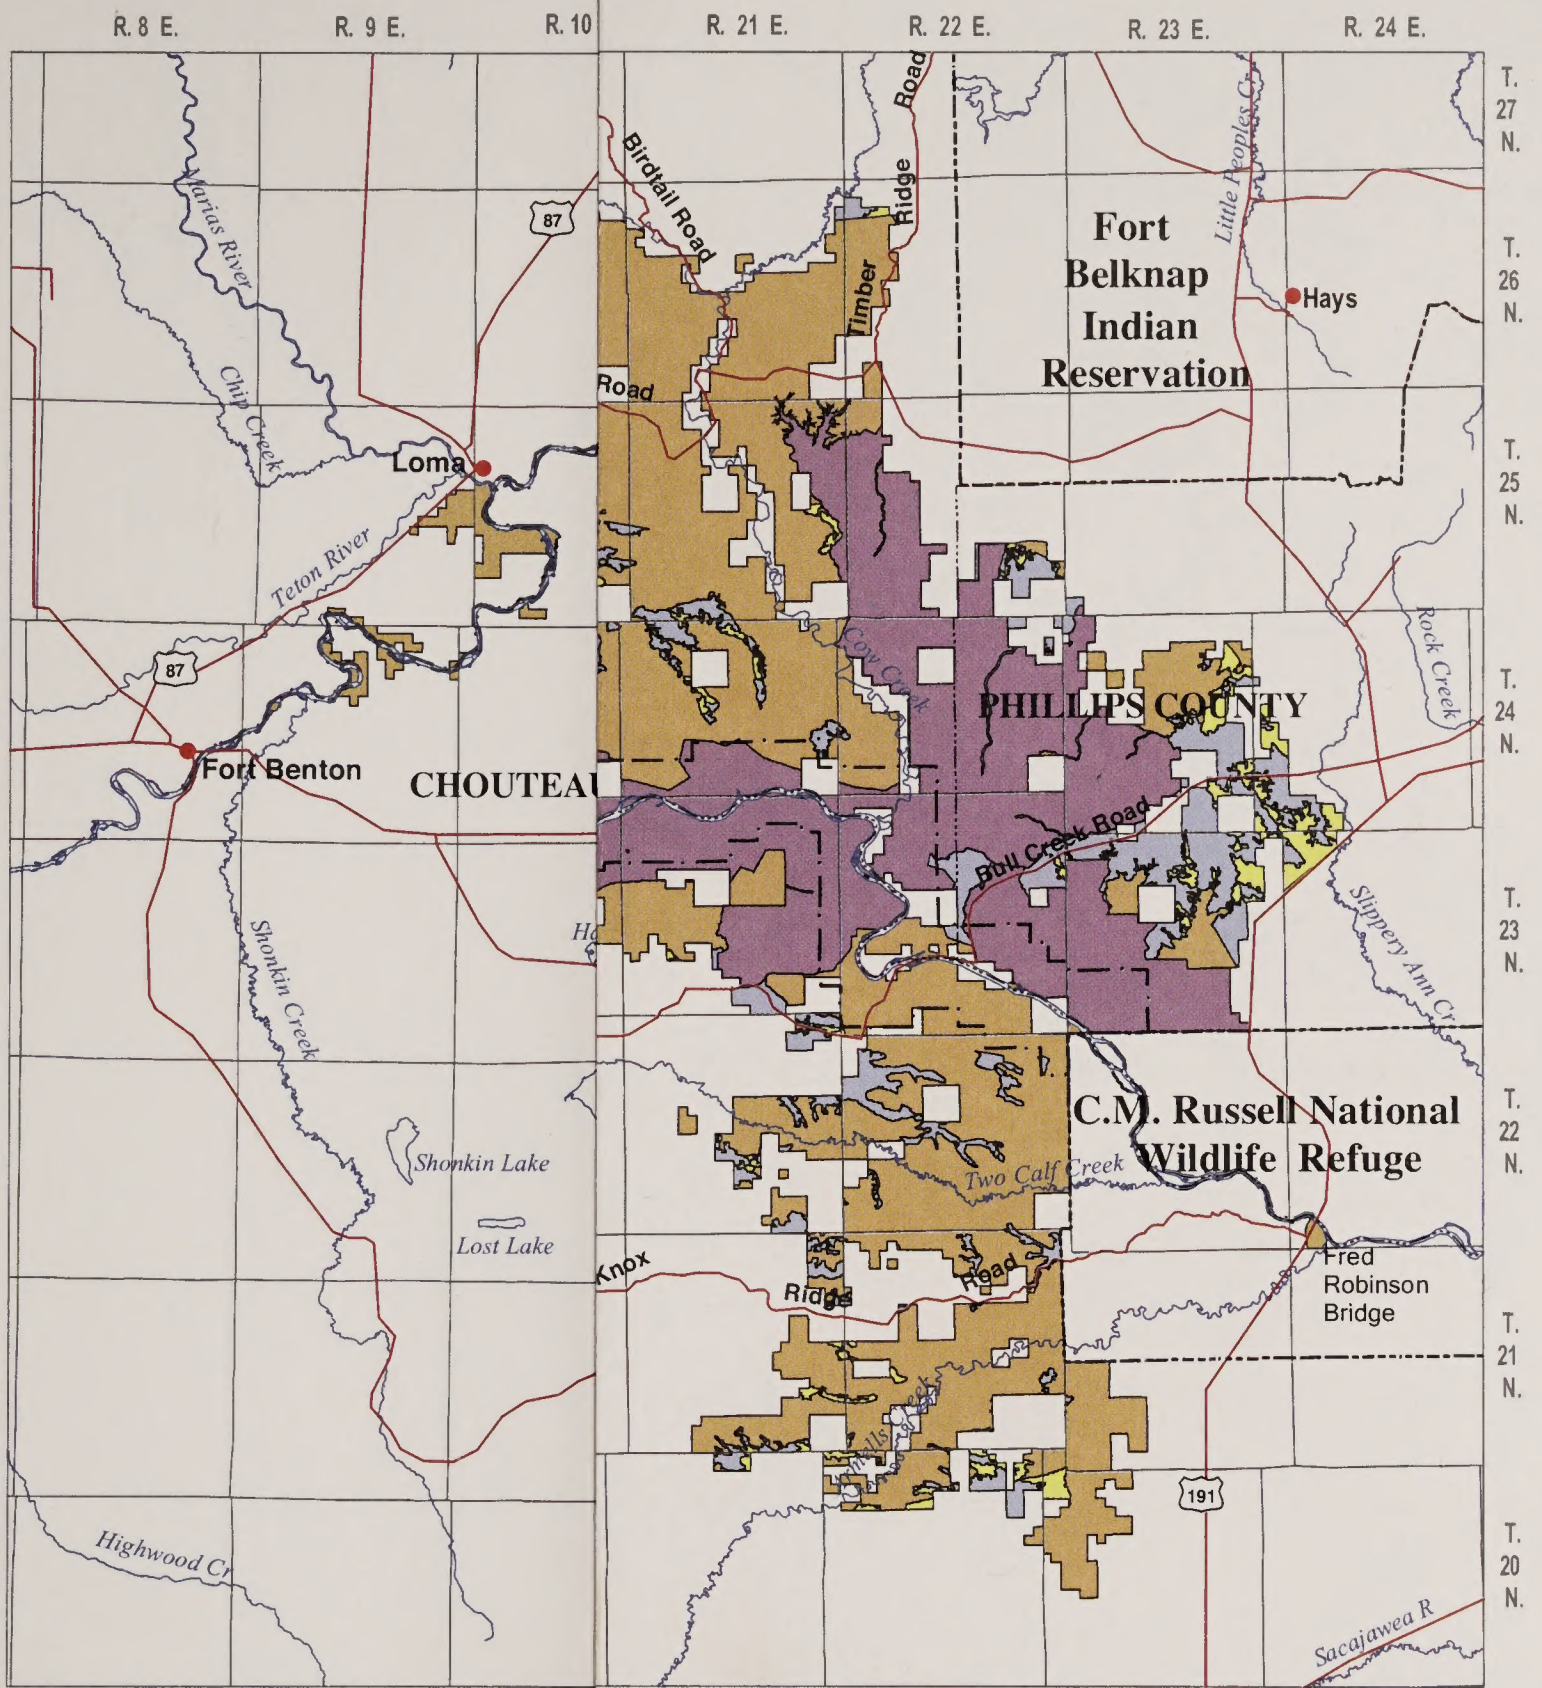 R. 8 E. R. 9 E. R. 10 R. 21 E. R. 22 E. R. 23 E. R. 24 E.
T.
27
N.
T.
26
N.
T.
25
N.
T.
24
N.
T.
23
N.
T.
22
N.
T.
21
N.
T.
20
N.
Marias River
87
Chip Creek
Loma
Teton River
87
Fort Benton
CHOUTEAU
Shonkin Creek
Shonkin Lake
Lost Lake
Highwood Cr
Birdtail Road
Timber Ridge Road
Road
Little Peoples Cr
Fort
Belknap
Indian
Reservation
Hays
Cow Creek
Rock Creek
PHILLIPS COUNTY
Bull Creek Road
Slippery Ann Cr
C.M. Russell National
Wildlife Refuge
Two Calf Creek
Knox Ridge Road
Fred
Robinson
Bridge
Creek
191
Sacajawea R